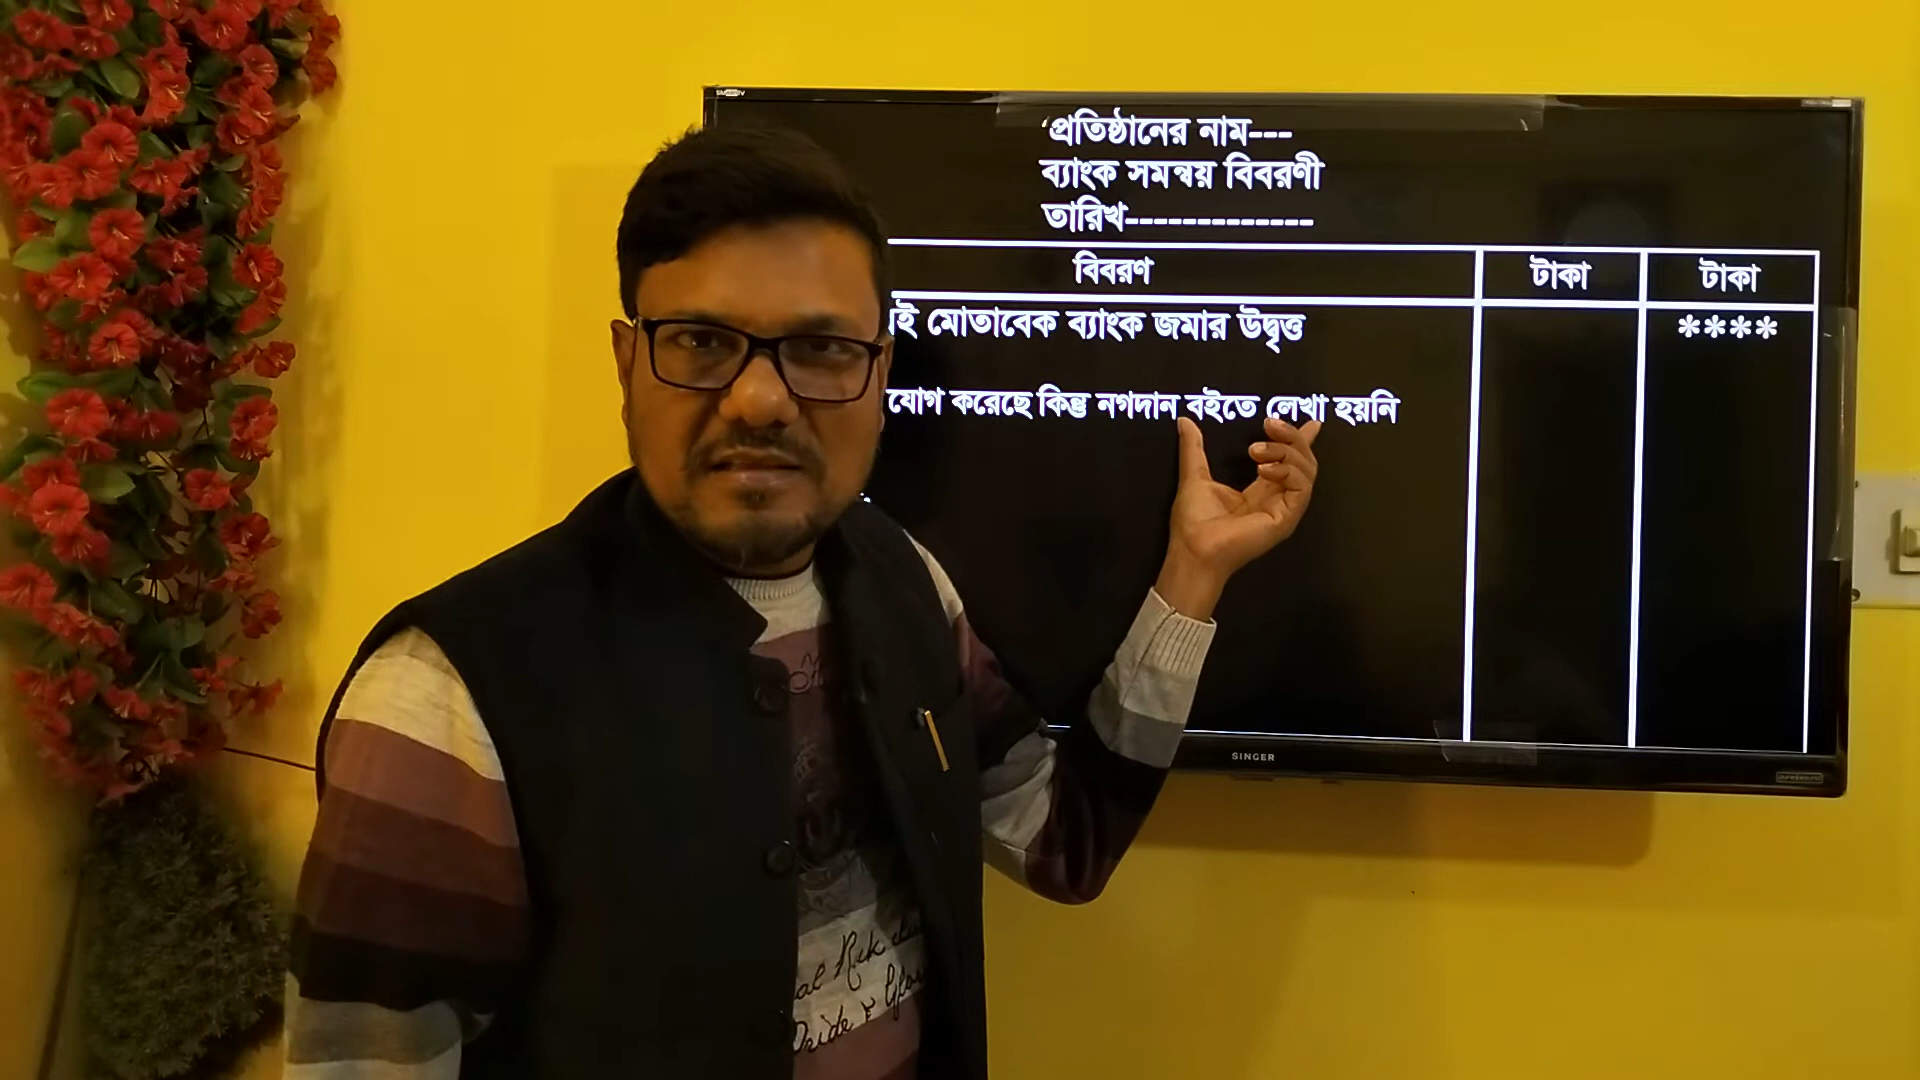 প্রতিষ্ঠানের নাম---
ব্যাংক সমন্বয় বিবরণী
তারিখ-------------
বিবরণ টাকা টাকা
মোতাবেক ব্যাংক জমার উদ্বৃত্ত ****
যোগ করেছে কিন্তু নগদান বইতে লেখা হয়নি
SINGER